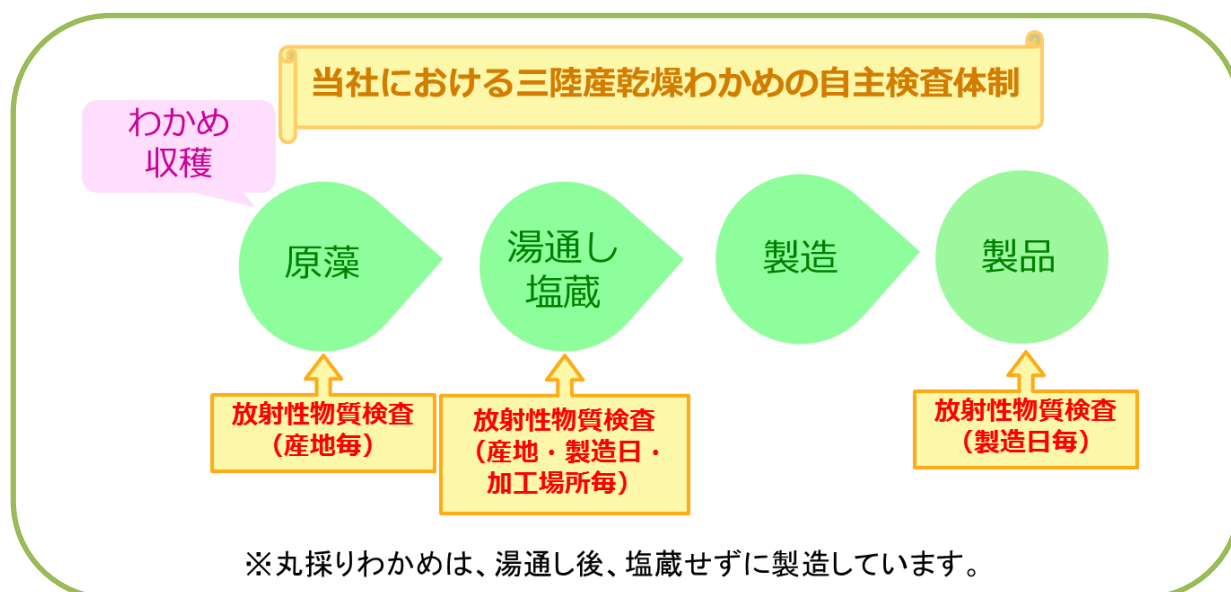 当社における三陸産乾燥わかめの自主検査体制
わかめ
収穫
原藻
湯通し
塩蔵
製造
製品
放射性物質検査
（産地毎）
放射性物質検査
（産地・製造日・
加工場所毎）
放射性物質検査
（製造日毎）
※丸採りわかめは、湯通し後、塩蔵せずに製造しています。